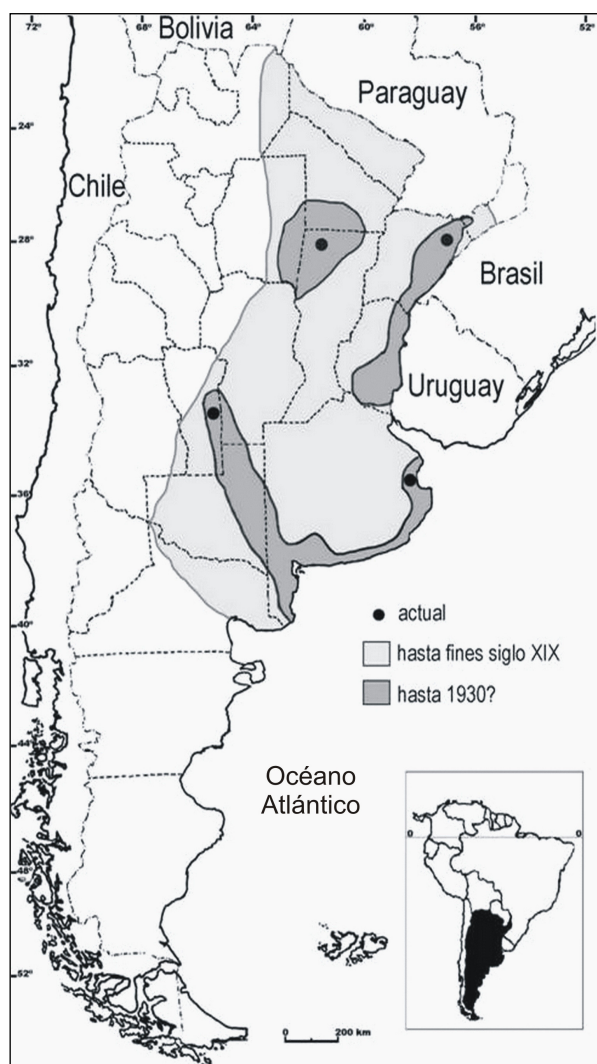 72°
68°
64°
60°
56°
52°
Bolivia
Paraguay
24°
Chile
28°
Brasil
32°
Uruguay
36°
actual
hasta fines siglo XIX
40°
hasta 1930?
44°
Océano
Atlántico
0
0
48°
52°
0
200 km